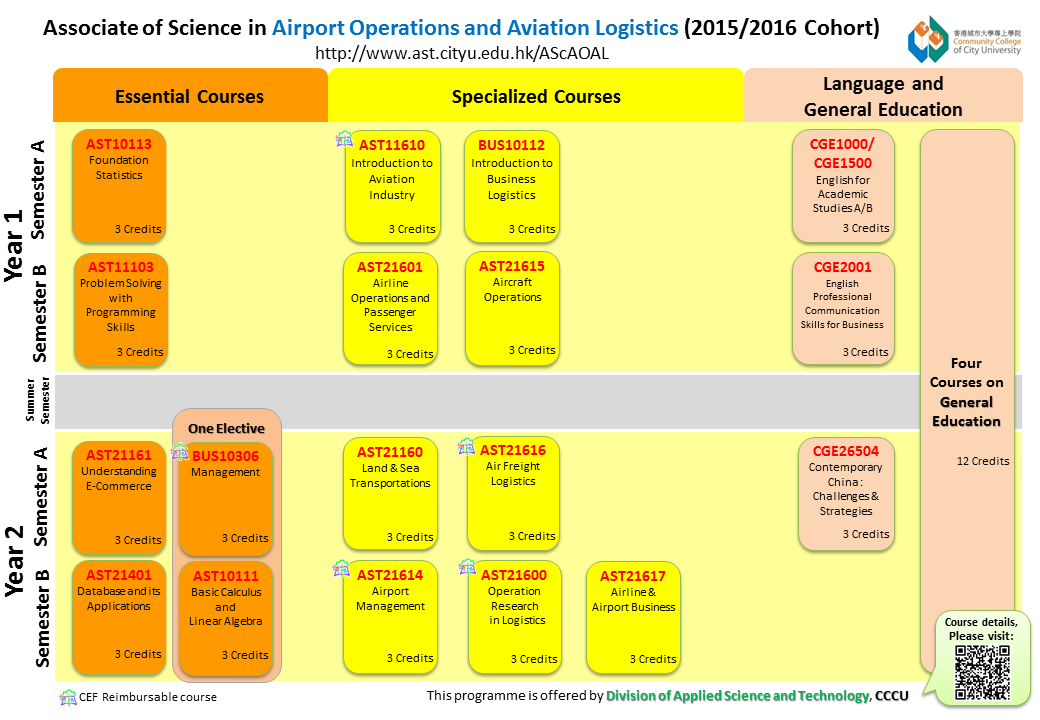 Associate of Science in Airport Operations and Aviation Logistics (2015/2016 Cohort)
http://www.ast.cityu.edu.hk/AScAOAL
香港城市大學專上學院
Community College
of City University
Essential Courses
Specialized Courses
Language and
General Education
Year 1
Semester A
AST10113
Foundation
Statistics
3 Credits
AST11610
Introduction to
Aviation
Industry
3 Credits
BUS10112
Introduction to
Business
Logistics
3 Credits
CGE1000/
CGE1500
English for
Academic
Studies A/B
3 Credits
Semester B
AST11103
Problem Solving
with
Programming
Skills
3 Credits
AST21601
Airline
Operations and
Passenger
Services
3 Credits
AST21615
Aircraft
Operations
3 Credits
CGE2001
English
Professional
Communication
Skills for Business
3 Credits
Four
Courses on
General
Education
12 Credits
Summer
Semester
Year 2
Semester A
One Elective
AST21161
Understanding
E-Commerce
3 Credits
BUS10306
Management
3 Credits
AST21160
Land & Sea
Transportations
3 Credits
AST21616
Air Freight
Logistics
3 Credits
CGE26504
Contemporary
China:
Challenges &
Strategies
3 Credits
Semester B
AST21401
Database and its
Applications
3 Credits
AST10111
Basic Calculus
and
Linear Algebra
3 Credits
AST21614
Airport
Management
3 Credits
AST21600
Operation
Research
in Logistics
3 Credits
AST21617
Airline &
Airport Business
3 Credits
Course details,
Please visit:
CEF Reimbursable course
This programme is offered by Division of Applied Science and Technology, CCCU